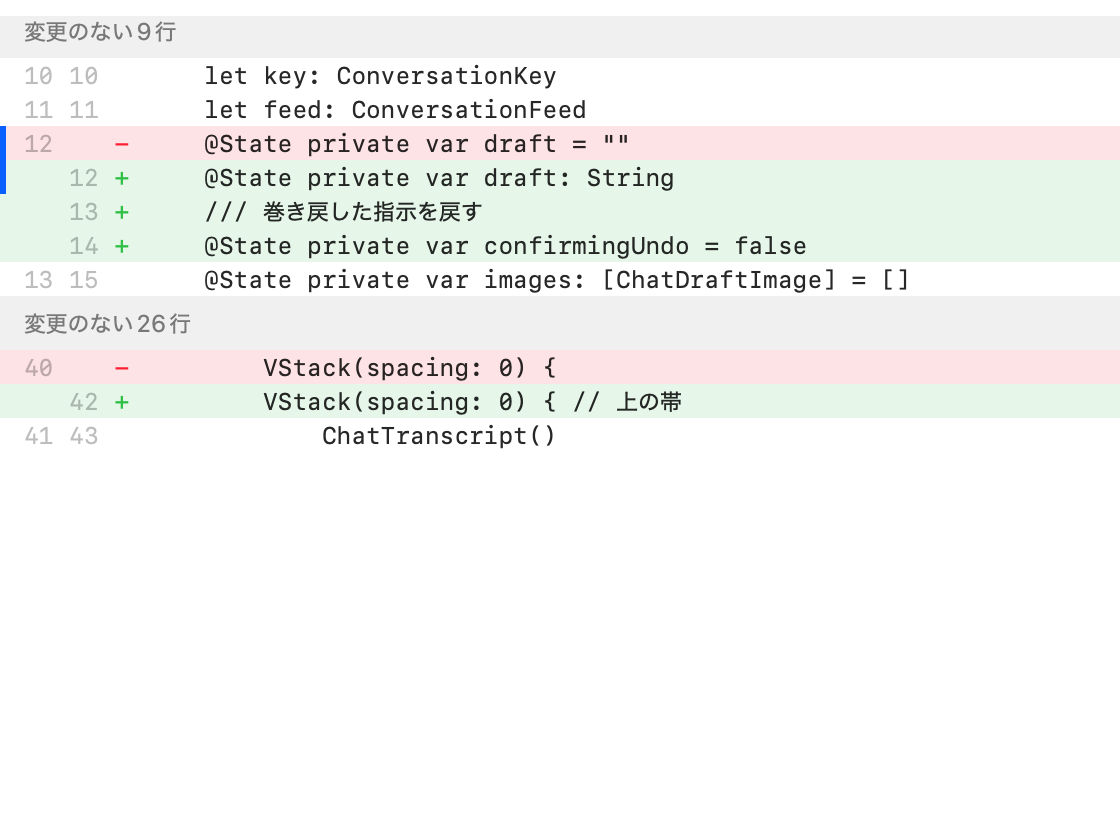 変更のない9行
10 10 let key: ConversationKey
11 11 let feed: ConversationFeed
12 − @State private var draft = ""
12 + @State private var draft: String
13 + /// 巻き戻した指示を戻す
14 + @State private var confirmingUndo = false
13 15 @State private var images: [ChatDraftImage] = []
変更のない26行
40 − VStack(spacing: 0) {
42 + VStack(spacing: 0) { // 上の帯
41 43 ChatTranscript()